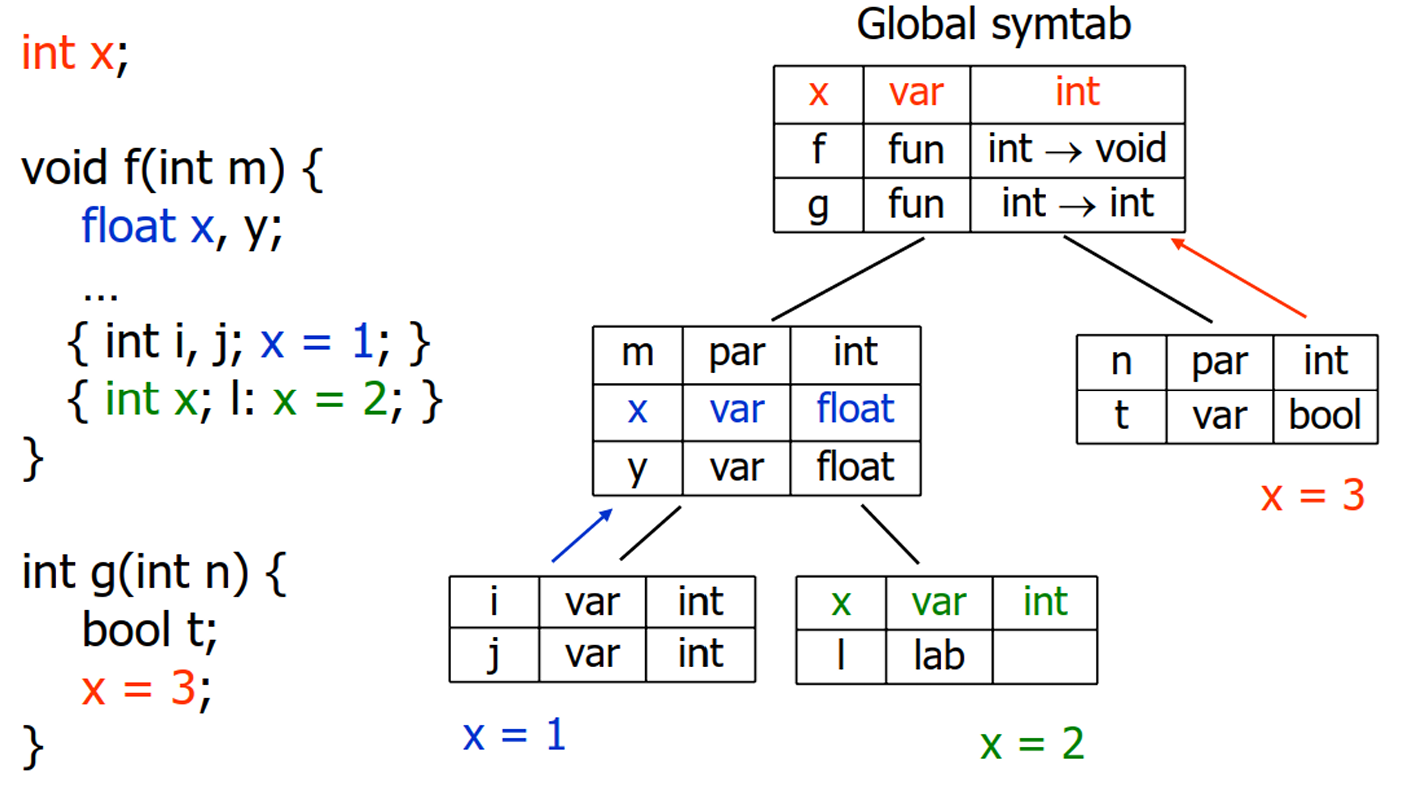 int x;
void f(int m) {
float x, y;
...
{ int i, j; x = 1; }
{ int x; l: x = 2; }
}
int g(int n) {
bool t;
x = 3;
}
Global symtab
x var int
f fun int → void
g fun int → int
m par int
x var float
y var float
n par int
t var bool
x = 3
i var int
j var int
x = 1
x var int
l lab
x = 2